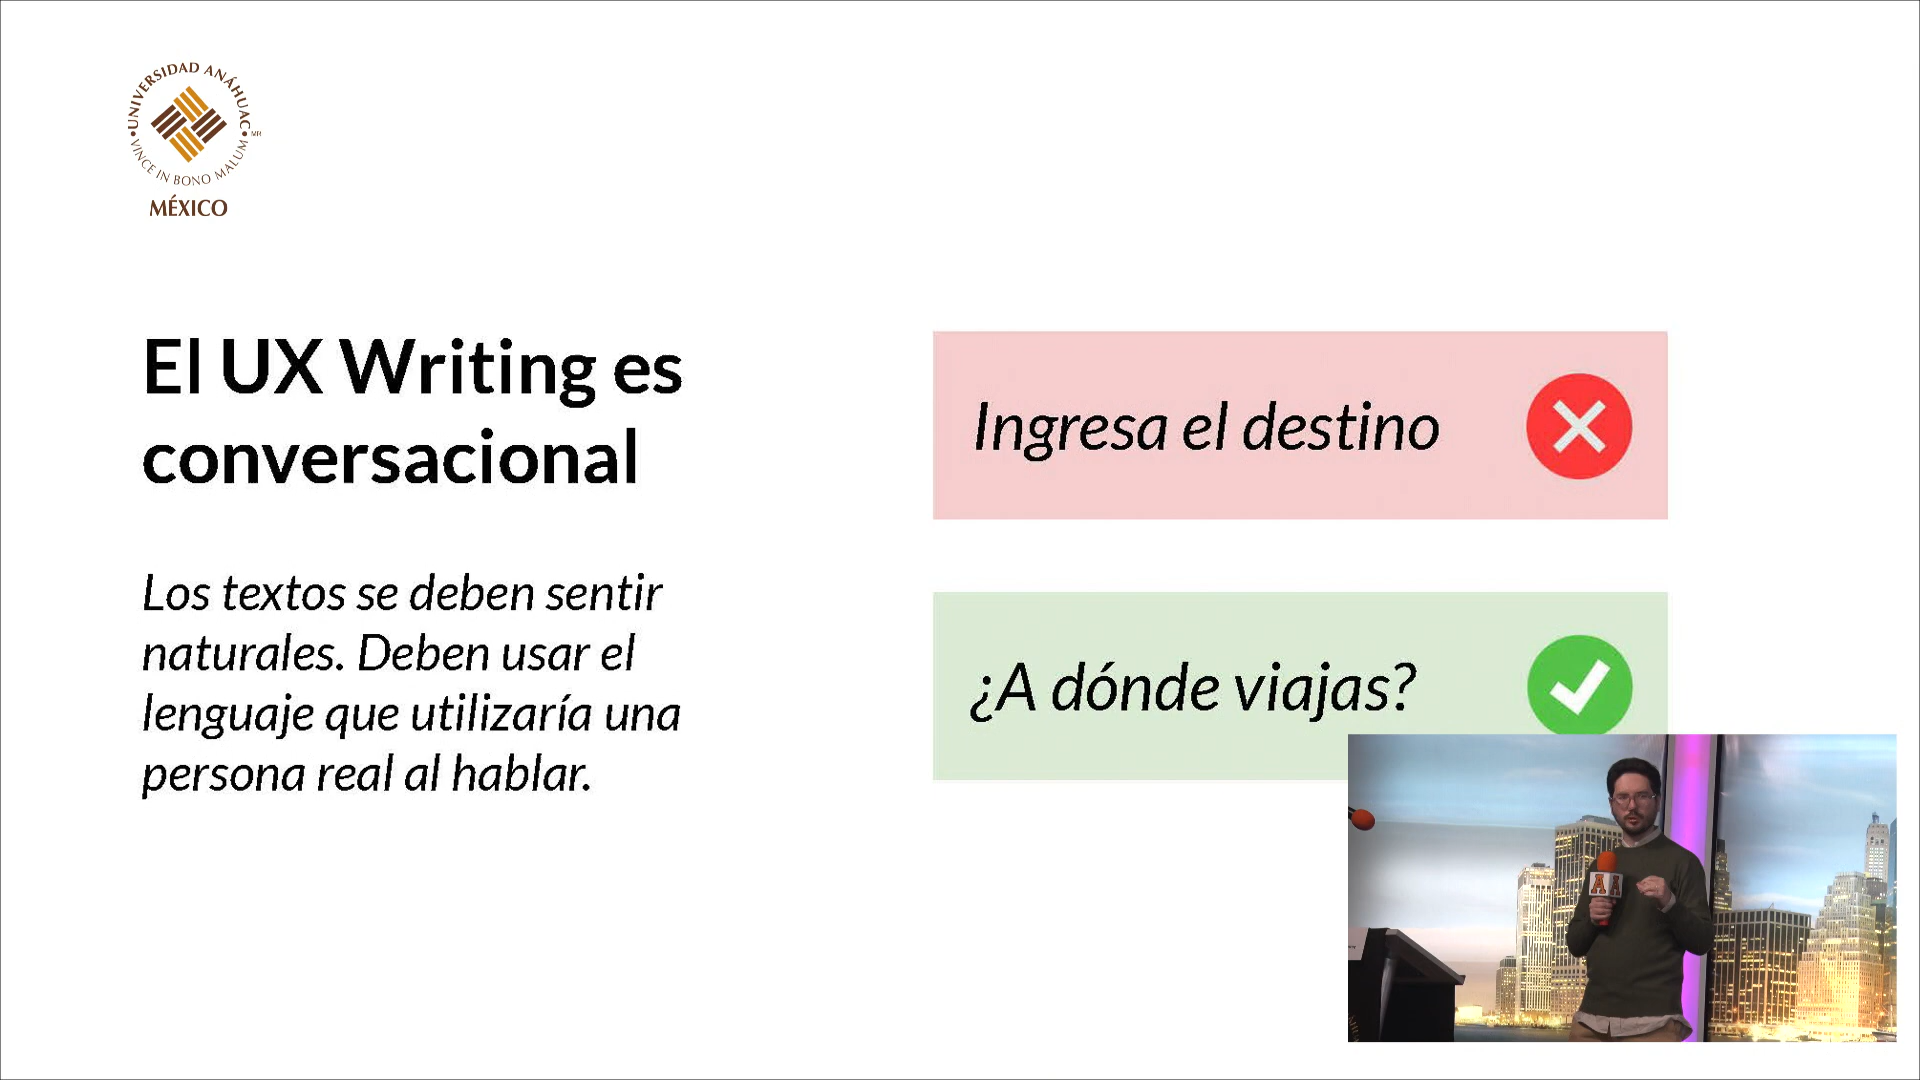 UNIVERSIDAD ANÁHUAC
VINCE IN BONO MALUM
MR
MÉXICO
El UX Writing es
conversacional
Los textos se deben sentir
naturales. Deben usar el
lenguaje que utilizaría una
persona real al hablar.
Ingresa el destino
¿A dónde viajas?
A A